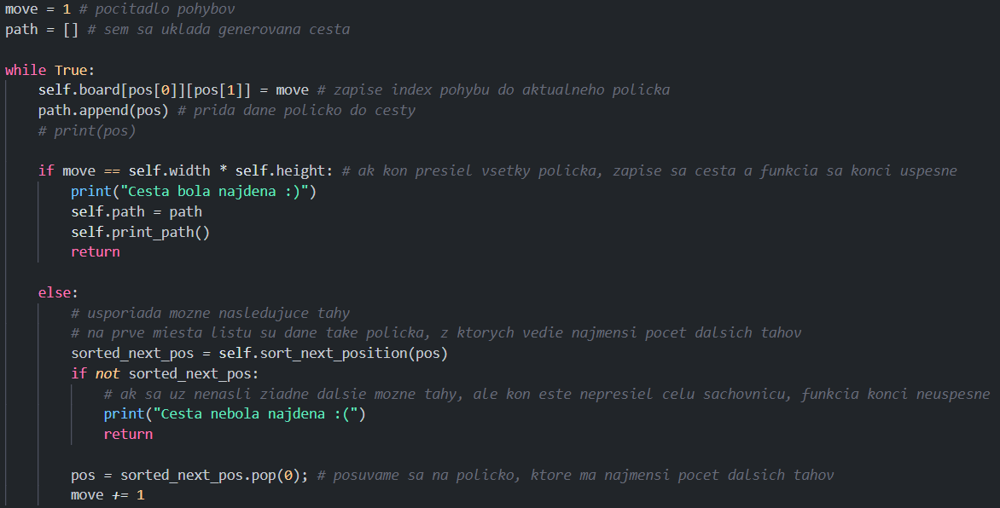 move = 1 # pocitadlo pohybov
path = [] # sem sa uklada generovana cesta
while True:
self.board[pos[0]][pos[1]] = move # zapise index pohybu do aktualneho policka
path.append(pos) # prida dane policko do cesty
# print(pos)
if move == self.width * self.height: # ak kon presiel vsetky policka, zapise sa cesta a funkcia sa konci uspesne
print("Cesta bola najdena :)")
self.path = path
self.print_path()
return
else:
# usporiada mozne nasledujuce tahy
# na prve miesta listu su dane take policka, z ktorych vedie najmensi pocet dalsich tahov
sorted_next_pos = self.sort_next_position(pos)
if not sorted_next_pos:
# ak sa uz nenasli ziadne dalsie mozne tahy, ale kon este nepresiel celu sachovnicu, funkcia konci neuspesne
print("Cesta nebola najdena :(")
return
pos = sorted_next_pos.pop(0); # posuvame sa na policko, ktore ma najmensi pocet dalsich tahov
move += 1